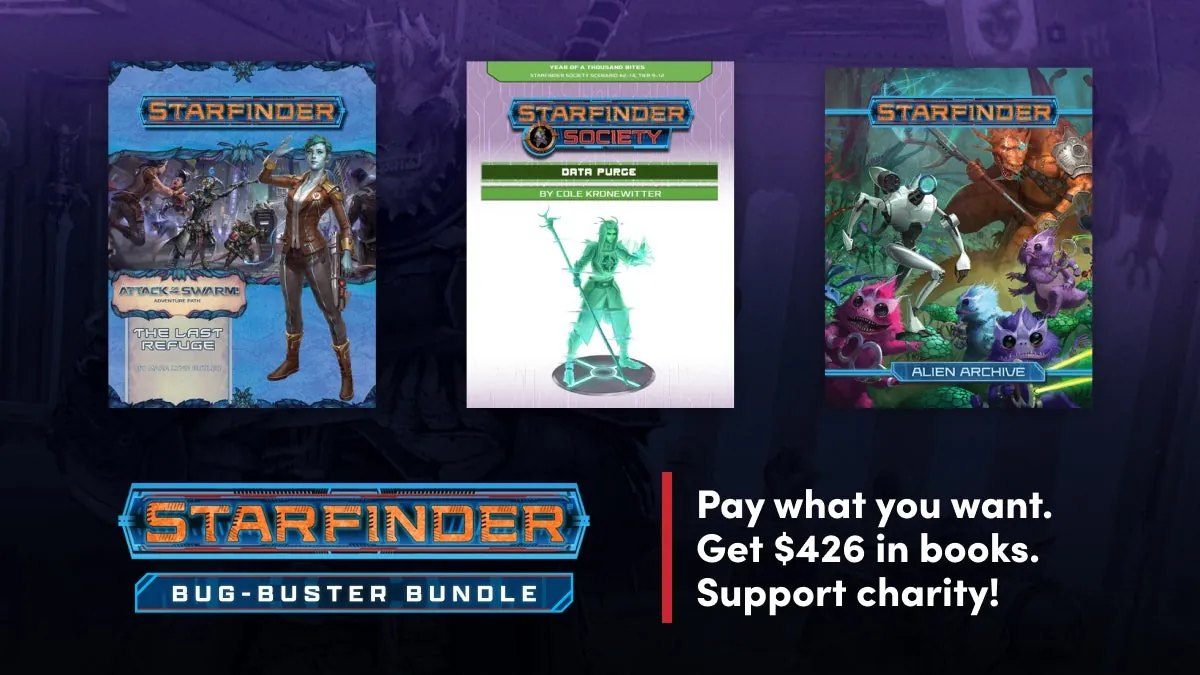 STARFINDER
ATTACK OF THE SWARM!
ADVENTURE PATH
THE LAST
REFUGE
YEAR OF A THOUSAND BITES
STARFINDER
SOCIETY
DATA PURGE
BY COLE KRONEWITTER
STARFINDER
ALIEN ARCHIVE
STARFINDER
BUG-BUSTER BUNDLE
Pay what you want.
Get $426 in books.
Support charity!